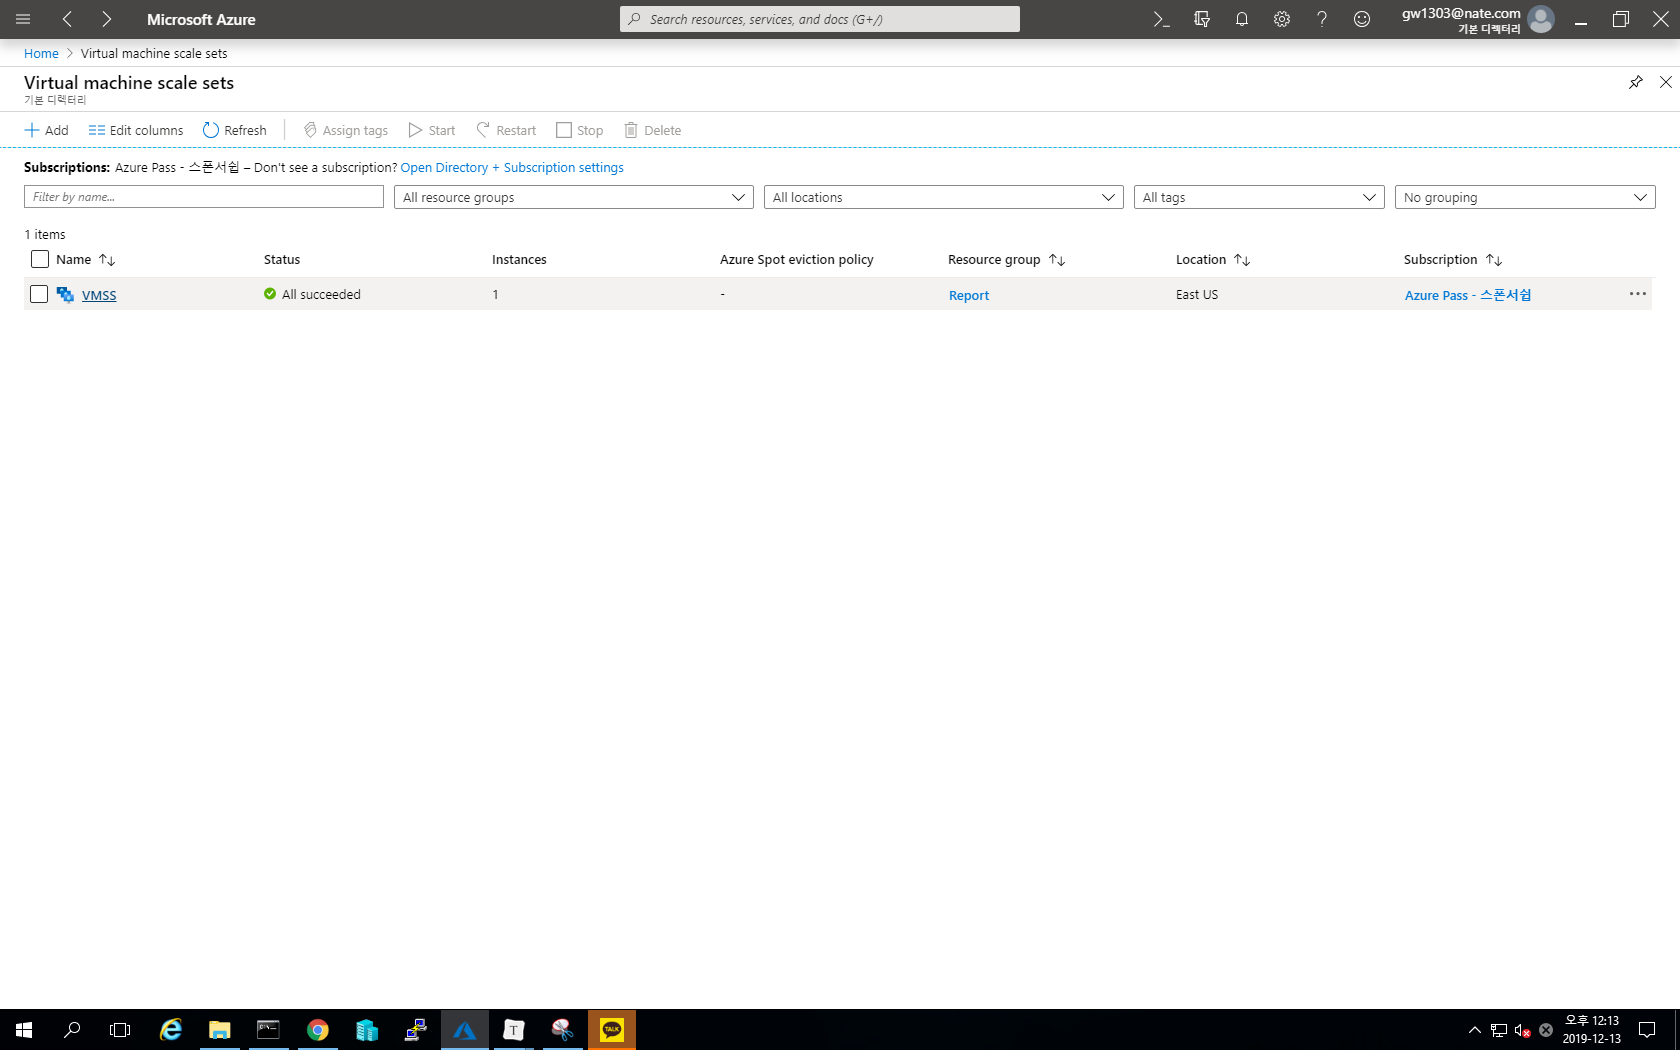 Microsoft Azure
Search resources, services, and docs (G+/)
gw1303@nate.com
기본 디렉터리
Home > Virtual machine scale sets
Virtual machine scale sets
기본 디렉터리
Add Edit columns Refresh Assign tags Start Restart Stop Delete
Subscriptions: Azure Pass - 스폰서쉽 – Don't see a subscription? Open Directory + Subscription settings
Filter by name... All resource groups All locations All tags No grouping
1 items
Name Status Instances Azure Spot eviction policy Resource group Location Subscription
VMSS All succeeded 1 - Report East US Azure Pass - 스폰서쉽
T
TALK
오후 12:13
2019-12-13